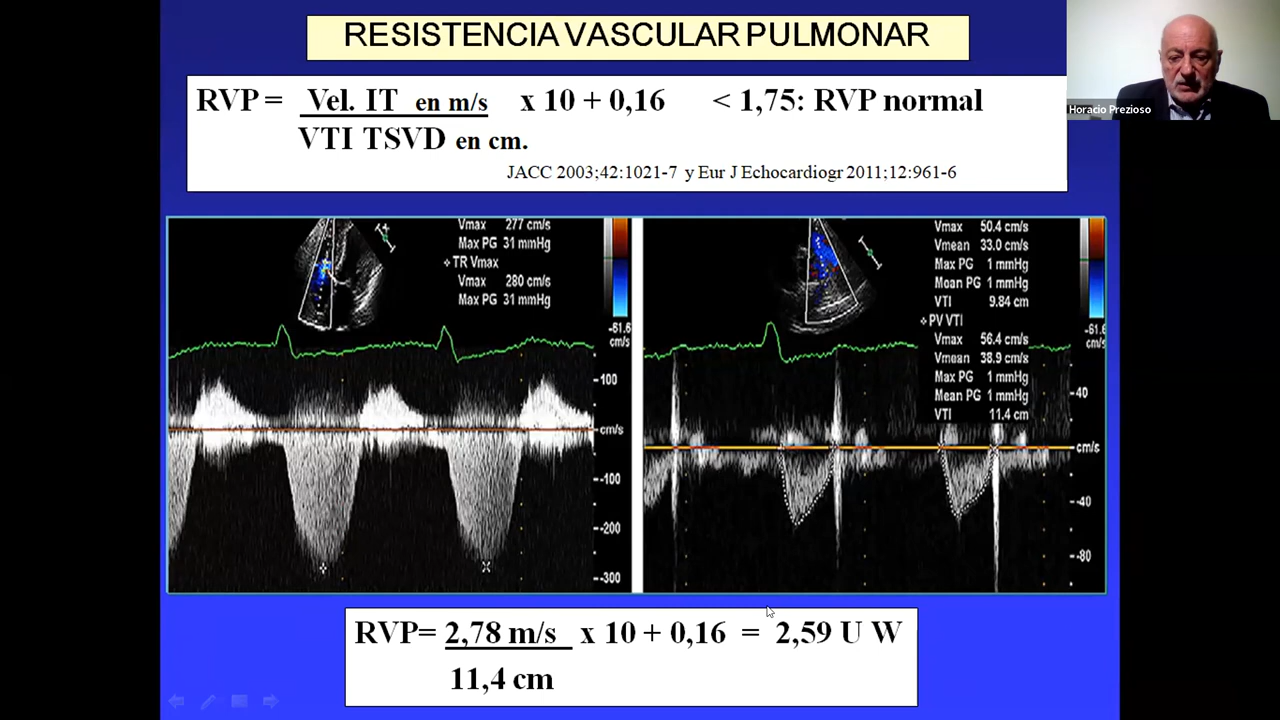 RESISTENCIA VASCULAR PULMONAR
Horacio Prezioso
RVP = Vel. IT en m/s x 10 + 0,16 < 1,75: RVP normal
VTI TSVD en cm.
JACC 2003;42:1021-7 y Eur J Echocardiogr 2011;12:961-6
Vmax 277 cm/s
Max PG 31 mmHg
TR Vmax
Vmax 280 cm/s
Max PG 31 mmHg
-61.6
cm/s
100
cm/s
-100
-200
-300
Vmax 50.4 cm/s
Vmean 33.0 cm/s
Max PG 1 mmHg
Mean PG 1 mmHg
VTI 9.84 cm
PV VTI
Vmax 56.4 cm/s
Vmean 38.9 cm/s
Max PG 1 mmHg
Mean PG 1 mmHg
VTI 11.4 cm
-61.6
cm/s
40
cm/s
-40
-80
RVP= 2,78 m/s x 10 + 0,16 = 2,59 U W
11,4 cm